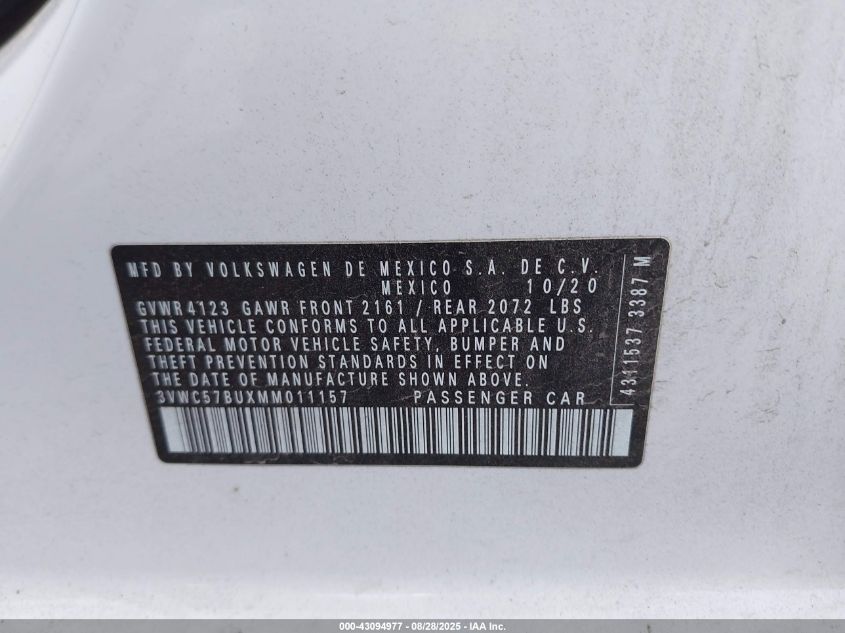 MFD BY VOLKSWAGEN DE MEXICO S.A. DE C.V.
MEXICO 10/20
GVWR 4123 GAWR FRONT 2161 / REAR 2072 LBS
THIS VEHICLE CONFORMS TO ALL APPLICABLE U.S.
FEDERAL MOTOR VEHICLE SAFETY, BUMPER AND
THEFT PREVENTION STANDARDS IN EFFECT ON
THE DATE OF MANUFACTURE SHOWN ABOVE.
3VWC57BUXMM011157 PASSENGER CAR
4311537 3387 M
000-43094977 - 08/28/2025 - IAA Inc.